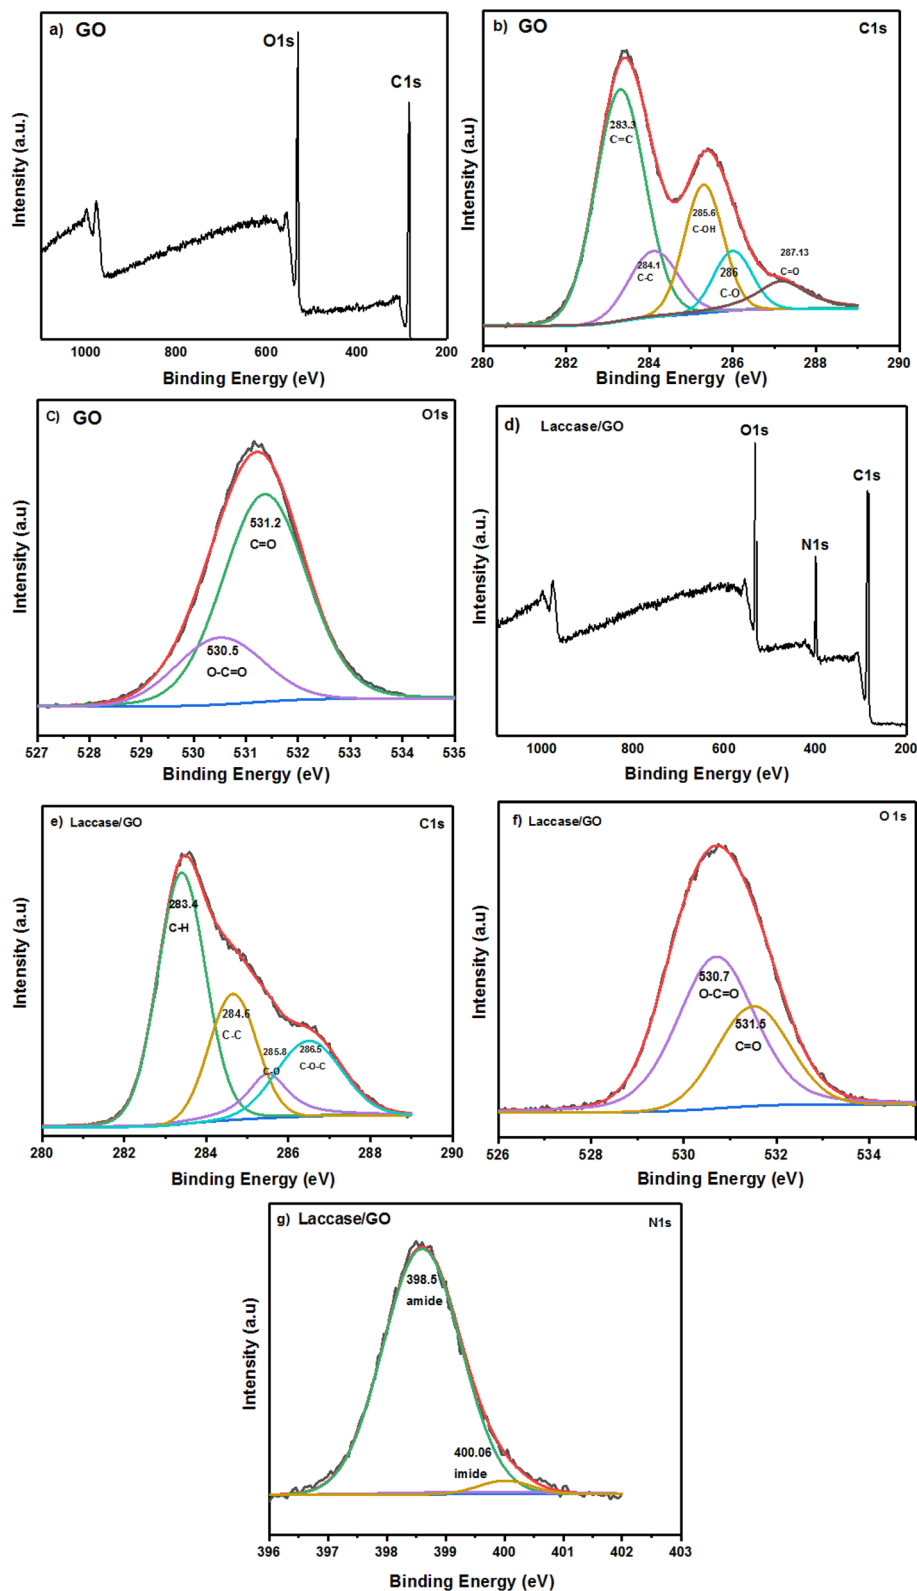 a) GO
O1s
C1s
Intensity (a.u.)
1000 800 600 400 200
Binding Energy (eV)
b) GO
C1s
283.3
C=C
285.6
C-OH
284.1
C-C
286
C-O
287.13
C=O
Intensity (a.u)
280 282 284 286 288 290
Binding Energy (eV)
C) GO
O1s
531.2
C=O
530.5
O-C=O
Intensity (a.u)
527 528 529 530 531 532 533 534 535
Binding Energy (eV)
d) Laccase/GO
O1s
C1s
N1s
Intensity (a.u.)
1000 800 600 400 200
Binding Energy (eV)
e) Laccase/GO
C1s
283.4
C-H
284.6
C-C
285.8
C-O
286.5
C-O-C
Intensity (a.u)
280 282 284 286 288 290
Binding Energy (eV)
f) Laccase/GO
O 1s
530.7
O-C=O
531.5
C=O
Intensity (a.u)
526 528 530 532 534
Binding Energy (eV)
g) Laccase/GO
N1s
398.5
amide
400.06
imide
Intensity (a.u)
396 397 398 399 400 401 402 403
Binding Energy (eV)